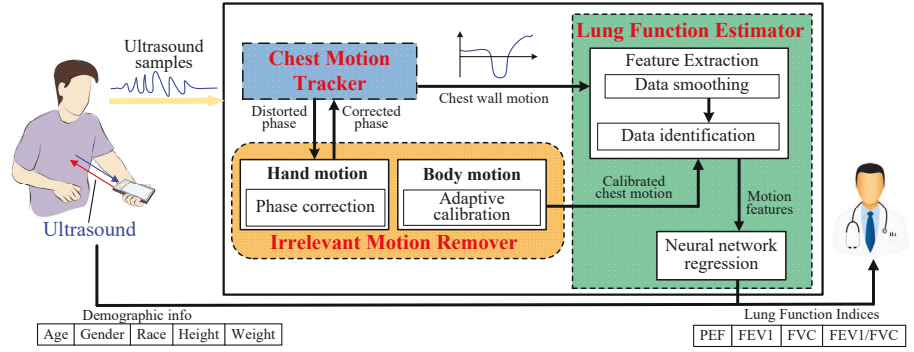 Ultrasound
samples
Ultrasound
Chest Motion
Tracker
Chest wall motion
Distorted
phase
Corrected
phase
Hand motion
Phase correction
Body motion
Adaptive
calibration
Irrelevant Motion Remover
Calibrated
chest motion
Lung Function Estimator
Feature Extraction
Data smoothing
Data identification
Motion
features
Neural network
regression
Demographic info
Age Gender Race Height Weight
Lung Function Indices
PEF FEV1 FVC FEV1/FVC